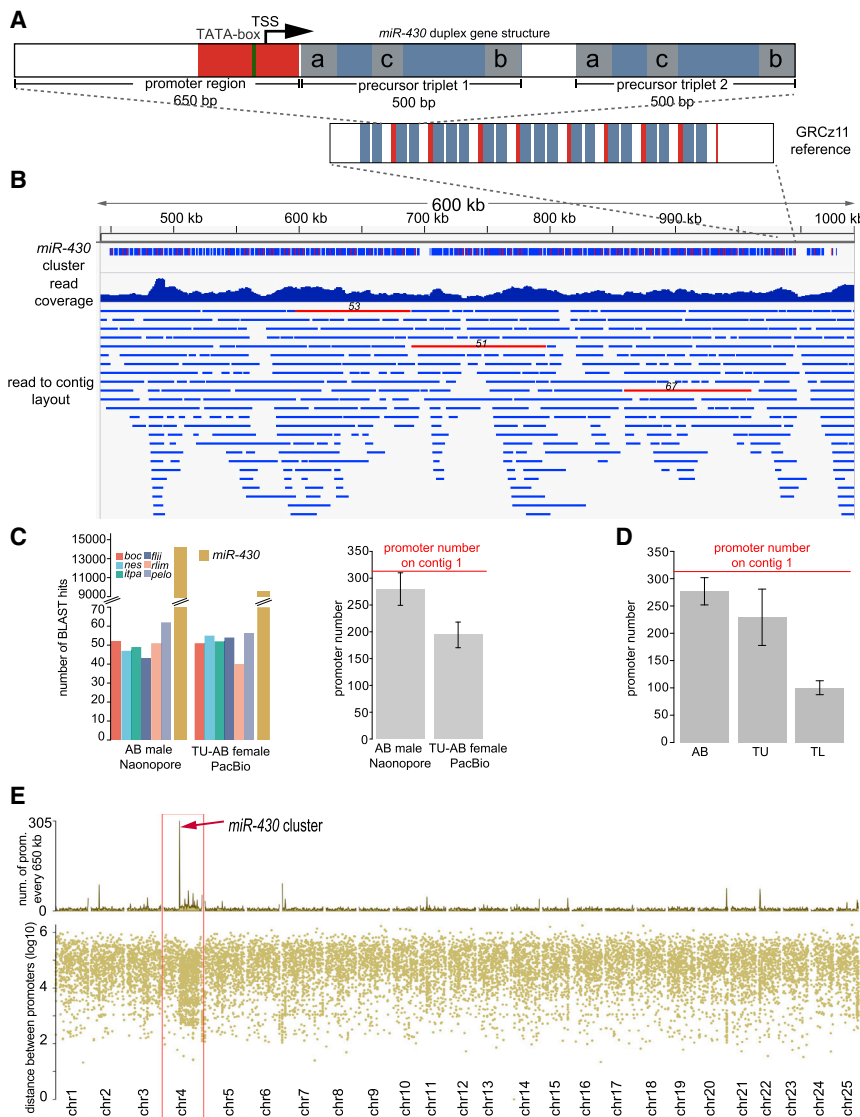 A
TSS
TATA-box
miR-430 duplex gene structure
a c b a c b
promoter region
650 bp
precursor triplet 1
500 bp
precursor triplet 2
500 bp
GRCz11
reference
B
600 kb
500 kb 600 kb 700 kb 800 kb 900 kb 1000 kb
miR-430
cluster
read
coverage
53
51
67
read to contig
layout
C
number of BLAST hits
15000
13000
11000
9000
70
60
50
40
30
20
10
0
boc flii
nes rlim
itpa pelo
miR-430
AB male
Naonopore
TU-AB female
PacBio
promoter number
promoter number
on contig 1
350
300
250
200
150
100
50
0
AB male
Nanopore
TU-AB female
PacBio
D
promoter number
promoter number
on contig 1
350
300
250
200
150
100
50
0
AB TU TL
E
num. of prom.
every 650 kb
305
0
miR-430 cluster
distance between promoters (log10)
6
4
2
0
chr1 chr2 chr3 chr4 chr5 chr6 chr7 chr8 chr9 chr10 chr11 chr12 chr13 chr14 chr15 chr16 chr17 chr18 chr19 chr20 chr21 chr22 chr23 chr24 chr25